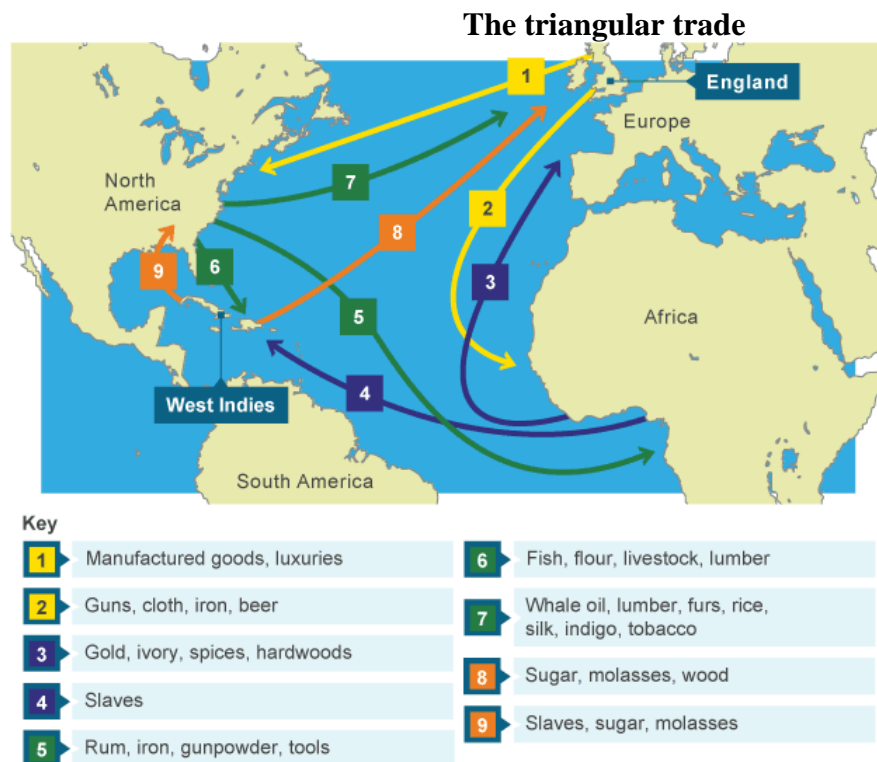 The triangular trade
1
England
Europe
North
America
7
2
8
9
6
3
5
Africa
4
West Indies
South America
Key
1 Manufactured goods, luxuries
2 Guns, cloth, iron, beer
3 Gold, ivory, spices, hardwoods
4 Slaves
5 Rum, iron, gunpowder, tools
6 Fish, flour, livestock, lumber
7 Whale oil, lumber, furs, rice,
silk, indigo, tobacco
8 Sugar, molasses, wood
9 Slaves, sugar, molasses